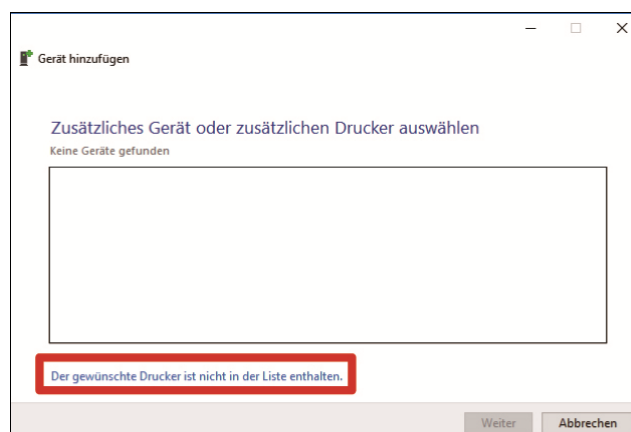 Gerät hinzufügen
Zusätzliches Gerät oder zusätzlichen Drucker auswählen
Keine Geräte gefunden
Der gewünschte Drucker ist nicht in der Liste enthalten.
Weiter Abbrechen